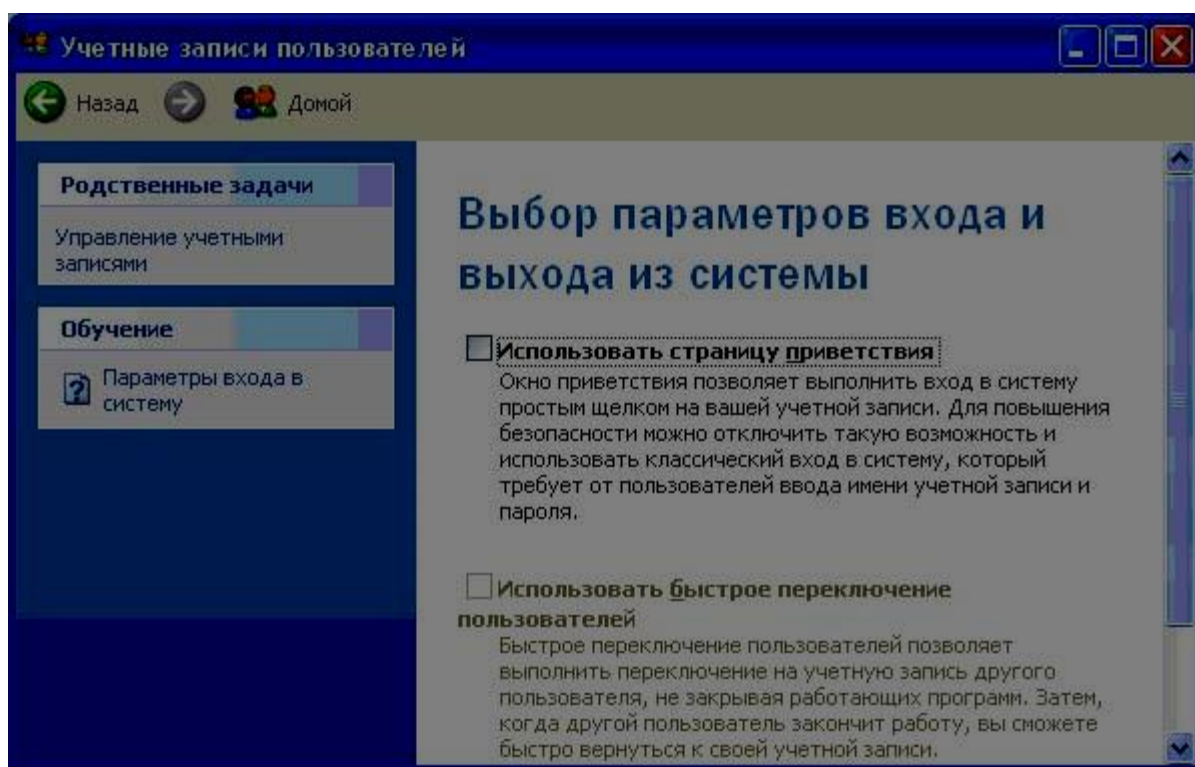 Учетные записи пользователей
Назад
Домой
Родственные задачи
Управление учетными
записями
Обучение
Параметры входа в
систему
Выбор параметров входа и
выхода из системы
Использовать страницу приветствия
Окно приветствия позволяет выполнить вход в систему
простым щелком на вашей учетной записи. Для повышения
безопасности можно отключить такую возможность и
использовать классический вход в систему, который
требует от пользователей ввода имени учетной записи и
пароля.
Использовать быстрое переключение
пользователей
Быстрое переключение пользователей позволяет
выполнить переключение на учетную запись другого
пользователя, не закрывая работающих программ. Затем,
когда другой пользователь закончит работу, вы сможете
быстро вернуться к своей учетной записи.